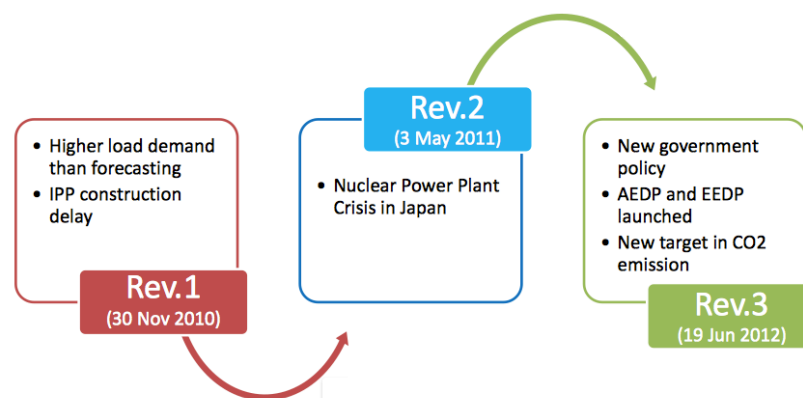 • Higher load demand
than forecasting
• IPP construction
delay
Rev.1
(30 Nov 2010)
Rev.2
(3 May 2011)
• Nuclear Power Plant
Crisis in Japan
• New government
policy
• AEDP and EEDP
launched
• New target in CO2
emission
Rev.3
(19 Jun 2012)